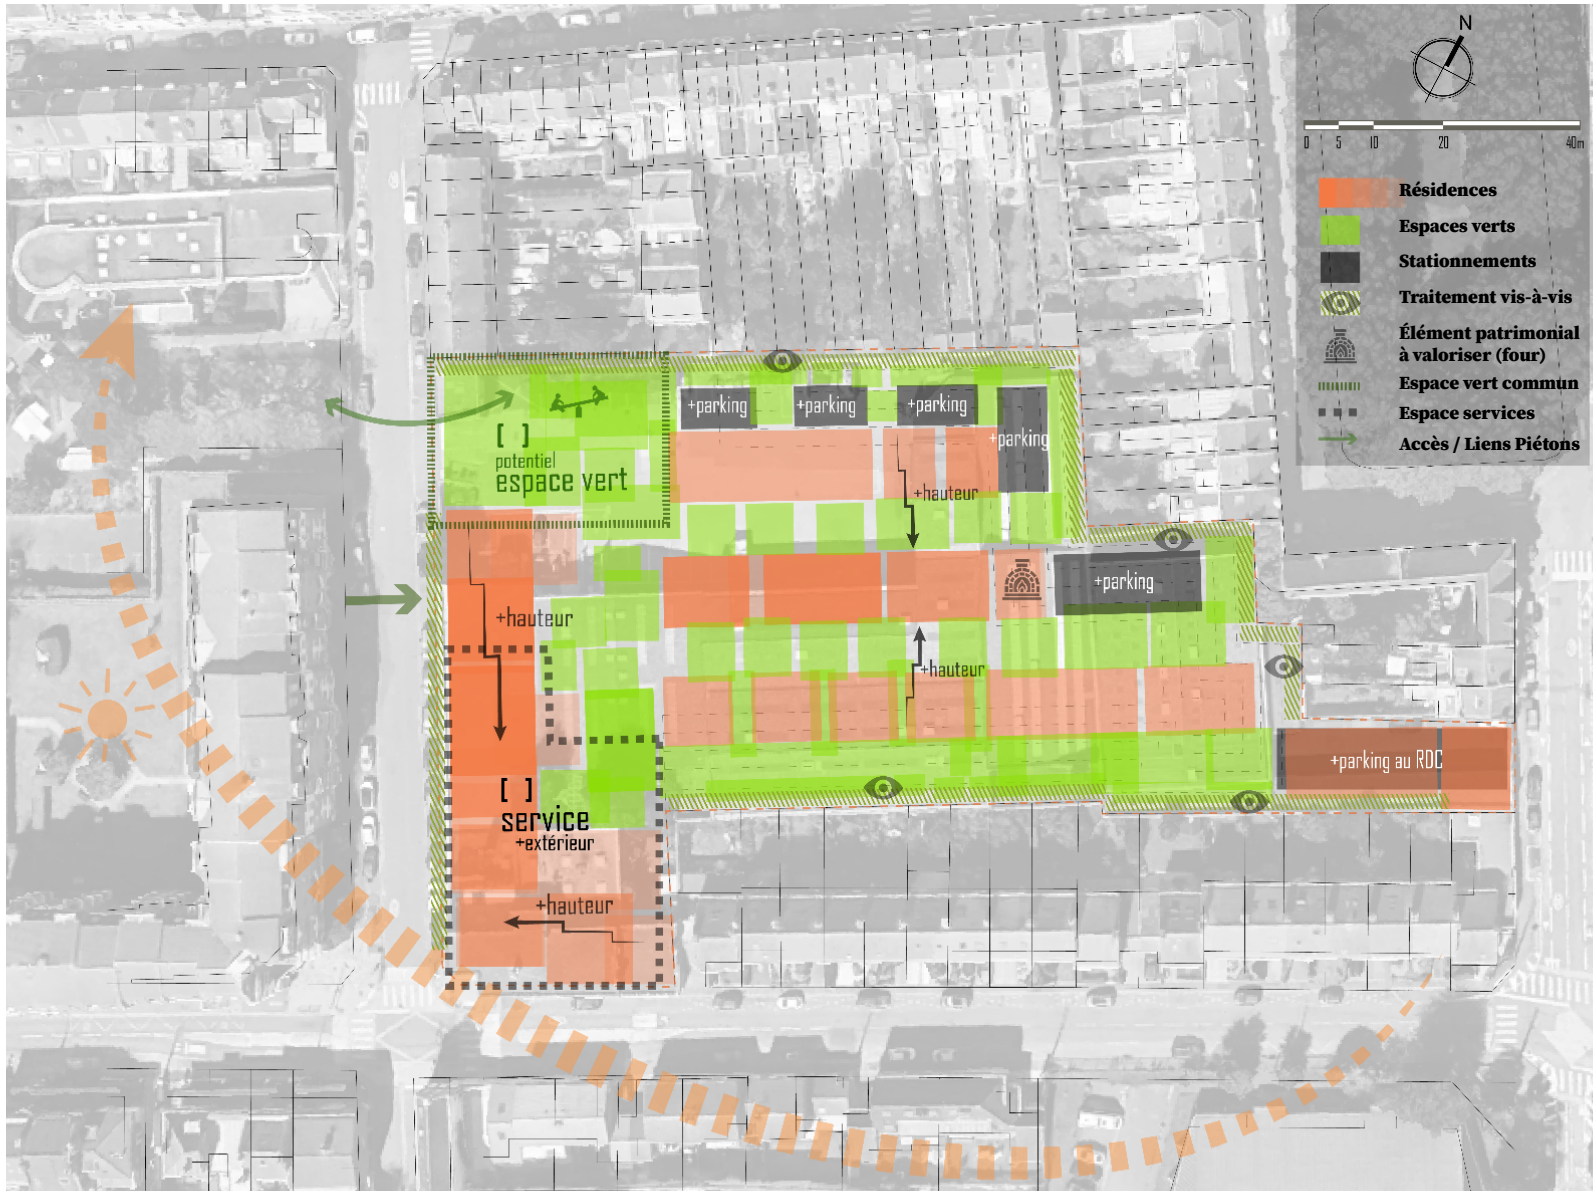 N
0 5 10 20 40m
Résidences
Espaces verts
Stationnements
Traitement vis-à-vis
Élément patrimonial
à valoriser (four)
Espace vert commun
Espace services
Accès / Liens Piétons
+parking
+parking
+parking
+parking
[ ]
potentiel
espace vert
+hauteur
+parking
+hauteur
+hauteur
+parking au RDC
[ ]
service
+extérieur
+hauteur